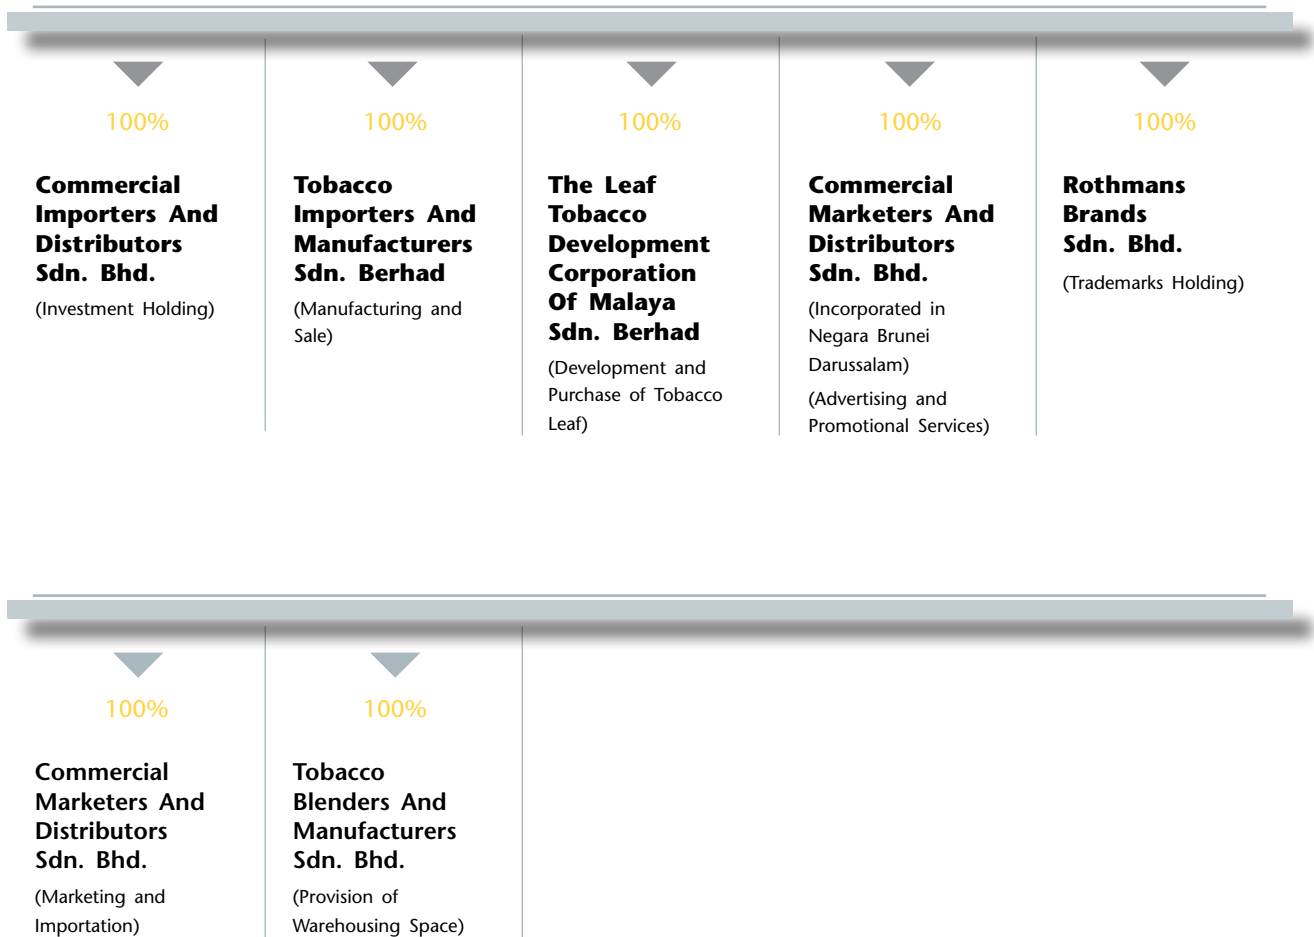 100%
Commercial
Importers And
Distributors
Sdn. Bhd.
(Investment Holding)
100%
Tobacco
Importers And
Manufacturers
Sdn. Berhad
(Manufacturing and
Sale)
100%
The Leaf
Tobacco
Development
Corporation
Of Malaya
Sdn. Berhad
(Development and
Purchase of Tobacco
Leaf)
100%
Commercial
Marketers And
Distributors
Sdn. Bhd.
(Incorporated in
Negara Brunei
Darussalam)
(Advertising and
Promotional Services)
100%
Rothmans
Brands
Sdn. Bhd.
(Trademarks Holding)
100%
Commercial
Marketers And
Distributors
Sdn. Bhd.
(Marketing and
Importation)
100%
Tobacco
Blenders And
Manufacturers
Sdn. Bhd.
(Provision of
Warehousing Space)